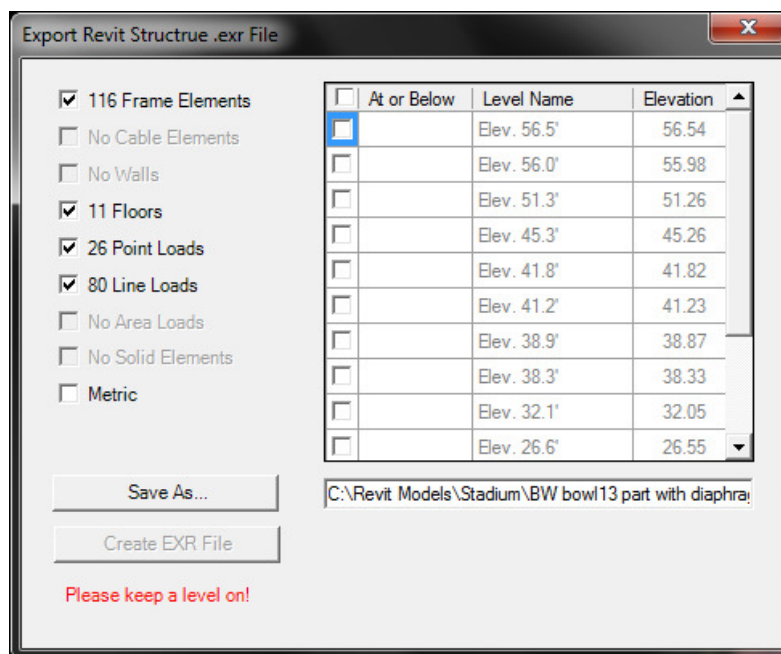 Export Revit Structrue .exr File
116 Frame Elements
No Cable Elements
No Walls
11 Floors
26 Point Loads
80 Line Loads
No Area Loads
No Solid Elements
Metric
At or Below Level Name Elevation
Elev. 56.5' 56.54
Elev. 56.0' 55.98
Elev. 51.3' 51.26
Elev. 45.3' 45.26
Elev. 41.8' 41.82
Elev. 41.2' 41.23
Elev. 38.9' 38.87
Elev. 38.3' 38.33
Elev. 32.1' 32.05
Elev. 26.6' 26.55
Save As...
C:\Revit Models\Stadium\BW bowl13 part with diaphra
Create EXR File
Please keep a level on!